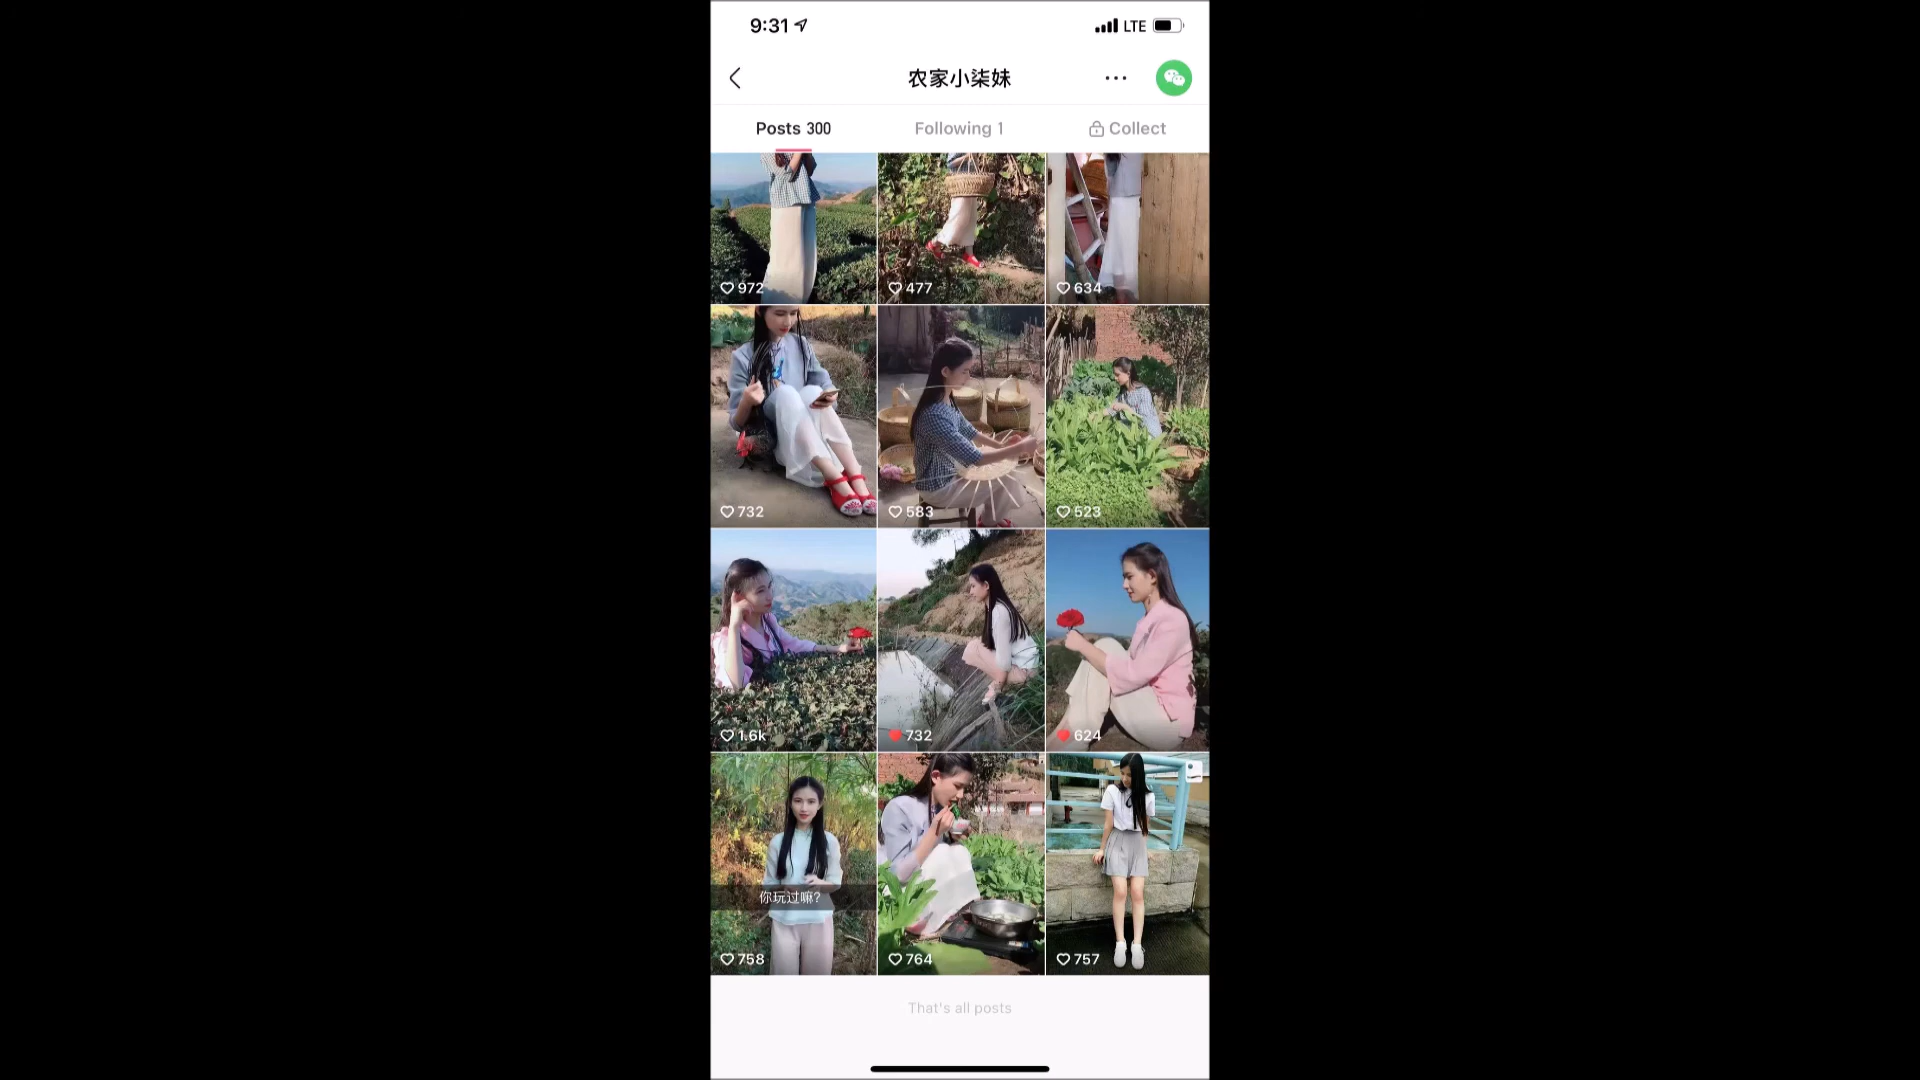 9:31
LTE
农家小柒妹
Posts 300
Following 1
Collect
972
477
634
732
583
523
1.6k
732
624
你玩过嘛?
758
764
757
That's all posts